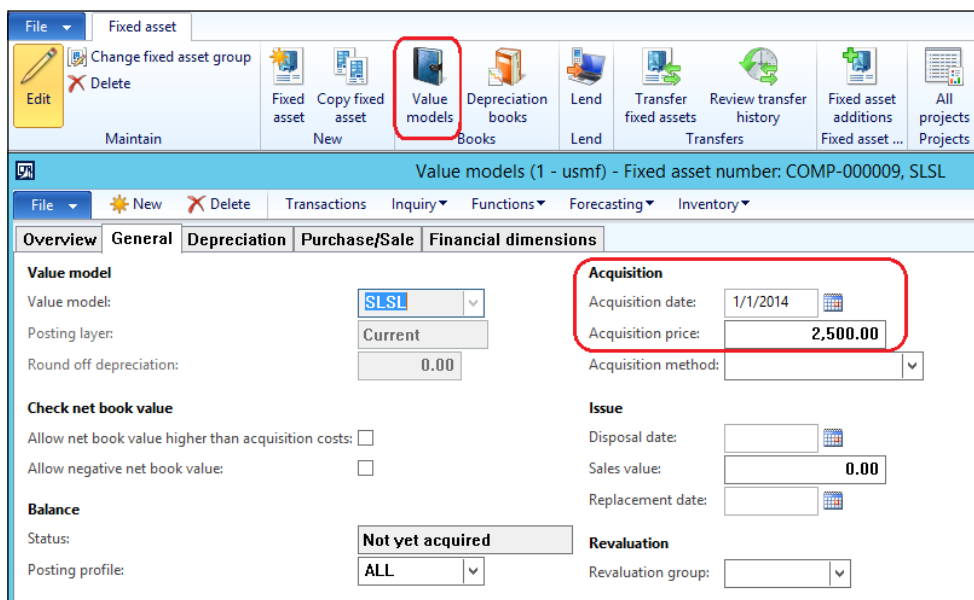 File Fixed asset
Edit
Change fixed asset group
Delete
Maintain
Fixed asset
Copy fixed asset
New
Value models
Depreciation books
Books
Lend
Lend
Transfer fixed assets
Review transfer history
Transfers
Fixed asset additions
Fixed asset ...
All projects
Projects
Value models (1 - usmf) - Fixed asset number: COMP-000009, SLSL
File New Delete Transactions Inquiry Functions Forecasting Inventory
Overview General Depreciation Purchase/Sale Financial dimensions
Value model
Value model: SLSL
Posting layer: Current
Round off depreciation: 0.00
Check net book value
Allow net book value higher than acquisition costs:
Allow negative net book value:
Balance
Status: Not yet acquired
Posting profile: ALL
Acquisition
Acquisition date: 1/1/2014
Acquisition price: 2,500.00
Acquisition method:
Issue
Disposal date:
Sales value: 0.00
Replacement date:
Revaluation
Revaluation group: